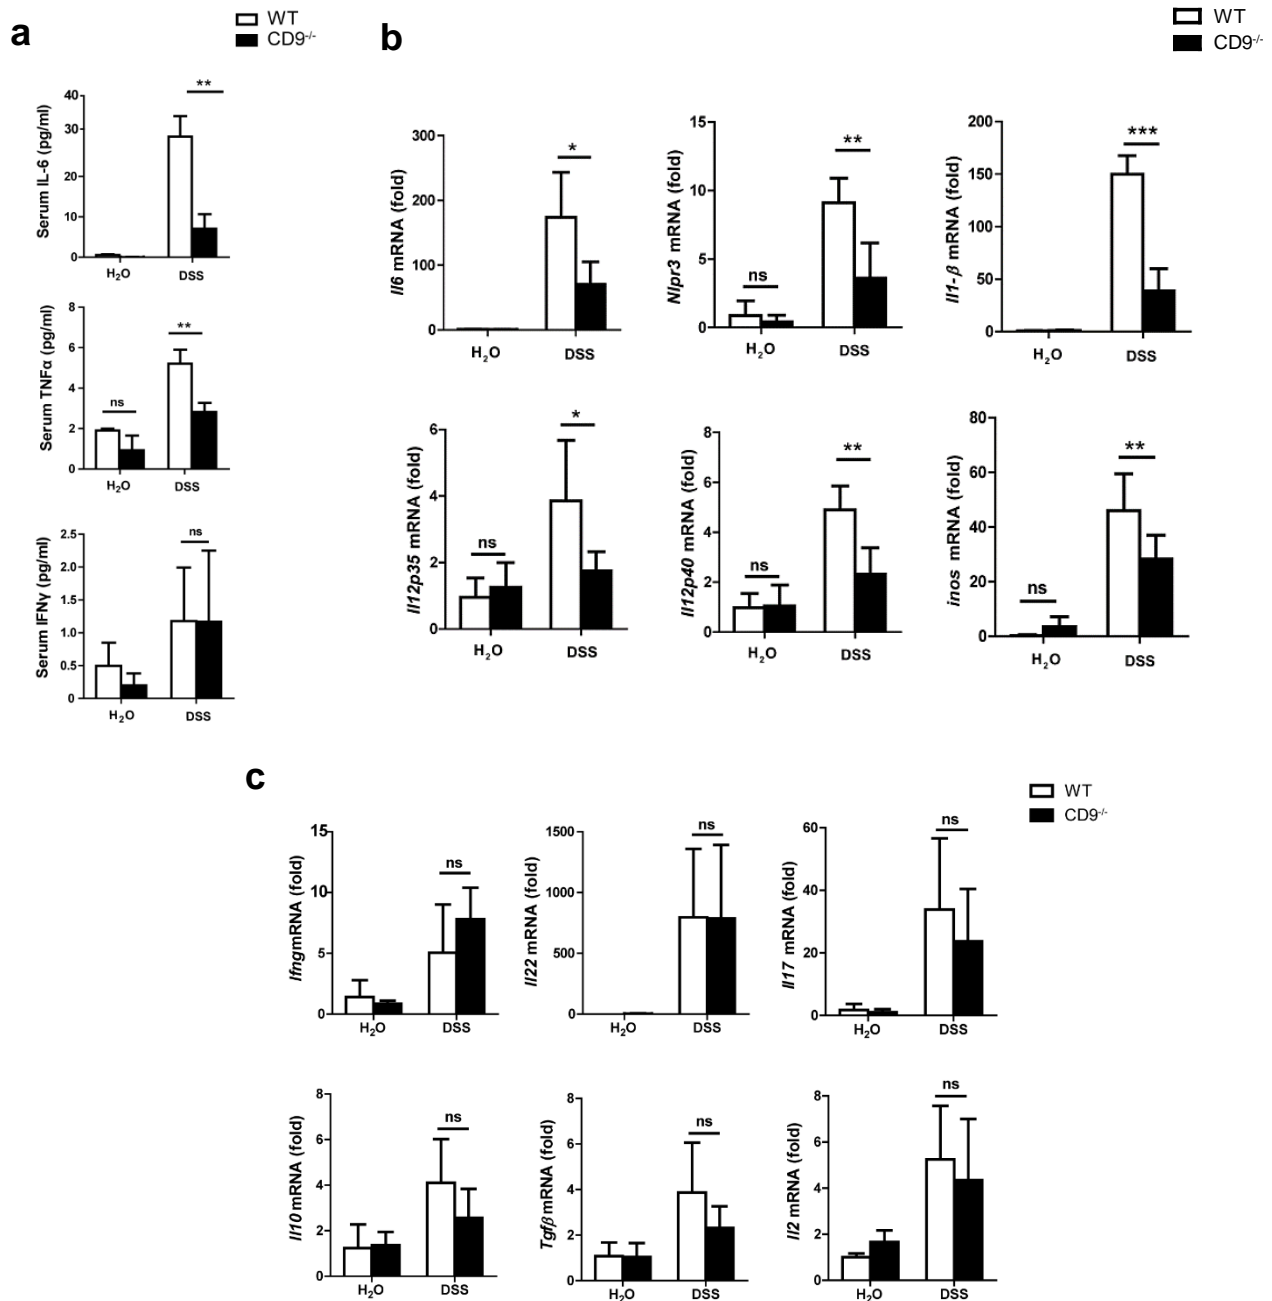 a
WT
CD9-/-
Serum IL-6 (pg/ml)
40
30
20
10
0
**
H2O
DSS
Serum TNFα (pg/ml)
8
6
4
2
0
ns
**
H2O
DSS
Serum IFNγ (pg/ml)
2.5
2.0
1.5
1.0
0.5
0
ns
H2O
DSS
b
WT
CD9-/-
Il6 mRNA (fold)
300
200
100
0
*
H2O
DSS
Nlpr3 mRNA (fold)
15
10
5
0
ns
**
H2O
DSS
Il1-β mRNA (fold)
200
150
100
50
0
***
H2O
DSS
Il12p35 mRNA (fold)
6
4
2
0
ns
*
H2O
DSS
Il12p40 mRNA (fold)
8
6
4
2
0
ns
**
H2O
DSS
inos mRNA (fold)
80
60
40
20
0
ns
**
H2O
DSS
c
WT
CD9-/-
IfngmRNA (fold)
15
10
5
0
ns
H2O
DSS
Il22 mRNA (fold)
1500
1000
500
0
ns
H2O
DSS
Il17 mRNA (fold)
60
40
20
0
ns
H2O
DSS
Il10 mRNA (fold)
8
6
4
2
0
ns
H2O
DSS
Tgfβ mRNA (fold)
8
6
4
2
0
ns
H2O
DSS
Il2 mRNA (fold)
8
6
4
2
0
ns
H2O
DSS